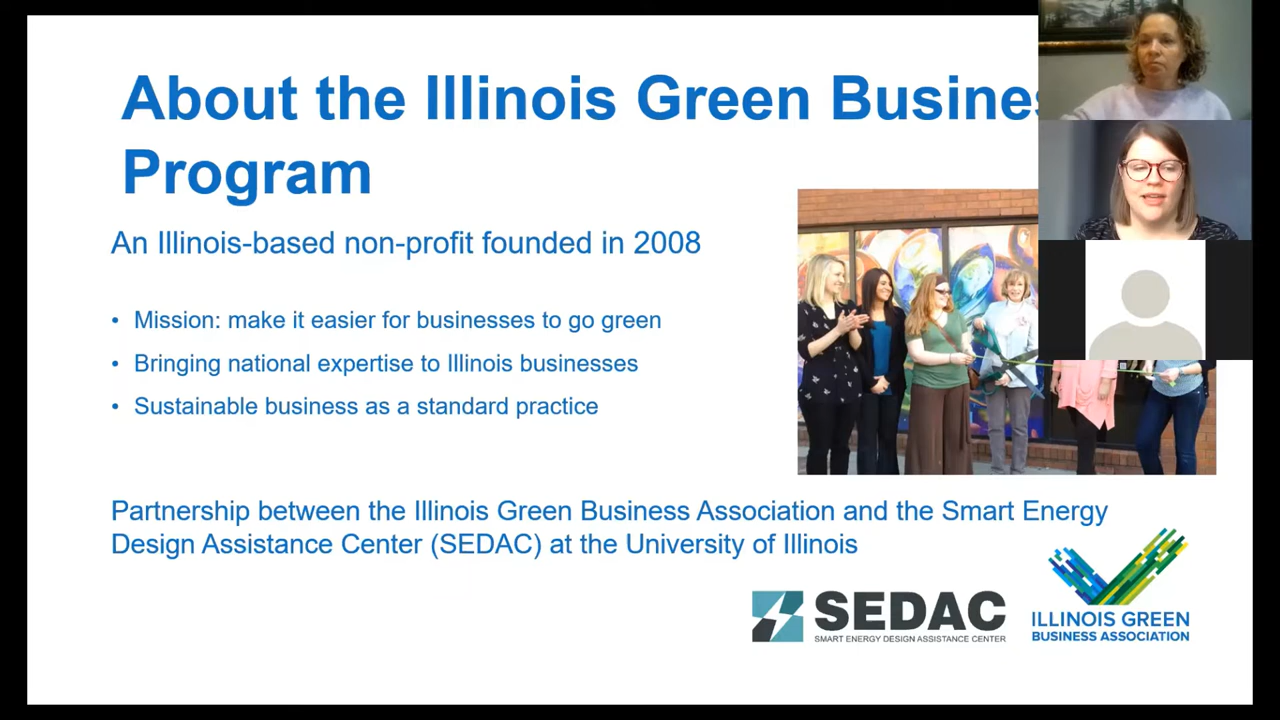 About the Illinois Green Busine
Program
An Illinois-based non-profit founded in 2008
• Mission: make it easier for businesses to go green
• Bringing national expertise to Illinois businesses
• Sustainable business as a standard practice
Partnership between the Illinois Green Business Association and the Smart Energy
Design Assistance Center (SEDAC) at the University of Illinois
SEDAC
SMART ENERGY DESIGN ASSISTANCE CENTER
ILLINOIS GREEN
BUSINESS ASSOCIATION